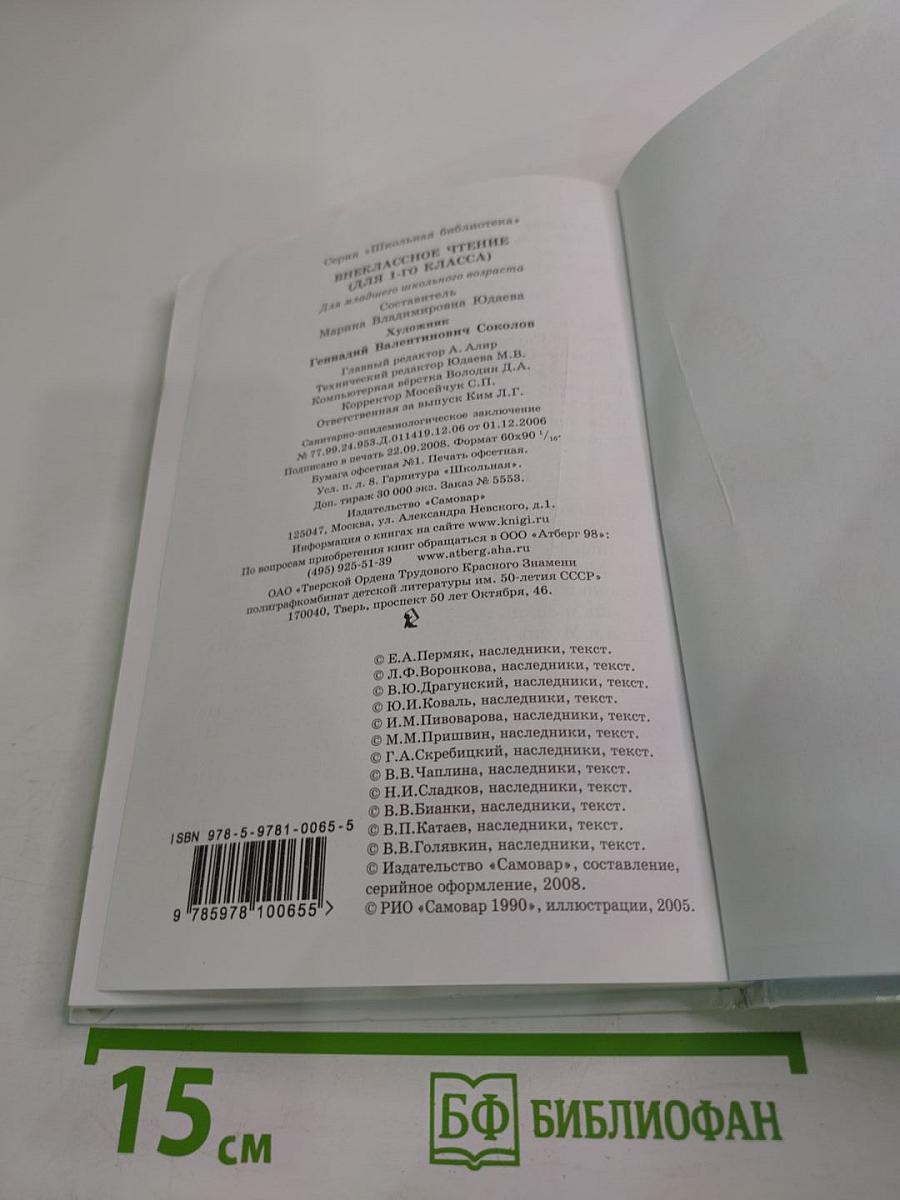 Серия «Школьная библиотека»
ВНЕКЛАССНОЕ ЧТЕНИЕ
(ДЛЯ 1-ГО КЛАССА)
Для младшего школьного возраста
Составитель
Марина Владимировна Юдаева
Художник
Геннадий Валентинович Соколов
Главный редактор А. Алир
Технический редактор Юдаева М.В.
Компьютерная вёрстка Володин Д.А.
Корректор Мосейчук С.П.
Ответственная за выпуск Ким Л.Г.
Санитарно-эпидемиологическое заключение
№ 77.99.24.953.Д.011419.12.06 от 01.12.2006
Подписано в печать 22.09.2008. Формат 60х90 1/16.
Бумага офсетная №1. Печать офсетная.
Усл. п. л. 8. Гарнитура «Школьная».
Доп. тираж 30 000 экз. Заказ № 5553.
Издательство «Самовар»
125047, Москва, ул. Александра Невского, д.1.
Информация о книгах на сайте www.knigi.ru
По вопросам приобретения книг обращаться в ООО «Атберг 98»:
(495) 925-51-39 www.atberg.aha.ru
ОАО «Тверской Ордена Трудового Красного Знамени
полиграфкомбинат детской литературы им. 50-летия СССР»
170040, Тверь, проспект 50 лет Октября, 46.
© Е.А.Пермяк, наследники, текст.
© Л.Ф.Воронкова, наследники, текст.
© В.Ю.Драгунский, наследники, текст.
© Ю.И.Коваль, наследники, текст.
© И.М.Пивоварова, наследники, текст.
© М.М.Пришвин, наследники, текст.
© Г.А.Скребицкий, наследники, текст.
© В.В.Чаплина, наследники, текст.
© Н.И.Сладков, наследники, текст.
© В.В.Бианки, наследники, текст.
© В.П.Катаев, наследники, текст.
© В.В.Голявкин, наследники, текст.
© Издательство «Самовар», составление,
серийное оформление, 2008.
© РИО «Самовар 1990», иллюстрации, 2005.
ISBN 978-5-9781-0065-5
9 785978 100655 >
15 см
БФ БИБЛИОФАН